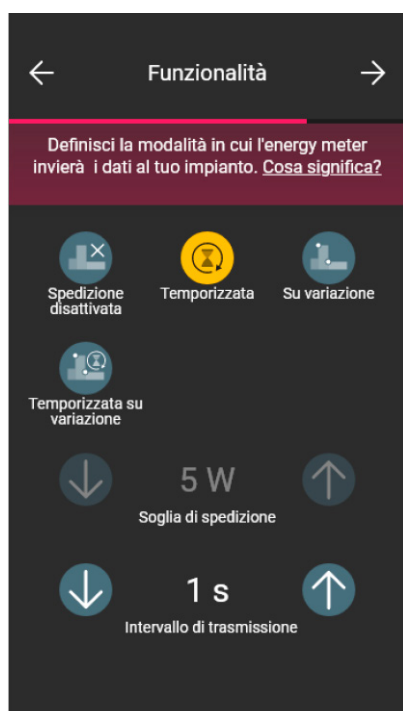 Funzionalità
Definisci la modalità in cui l'energy meter
invierà i dati al tuo impianto. Cosa significa?
Spedizione
disattivata
Temporizzata
Su variazione
Temporizzata su
variazione
5 W
Soglia di spedizione
1 s
Intervallo di trasmissione